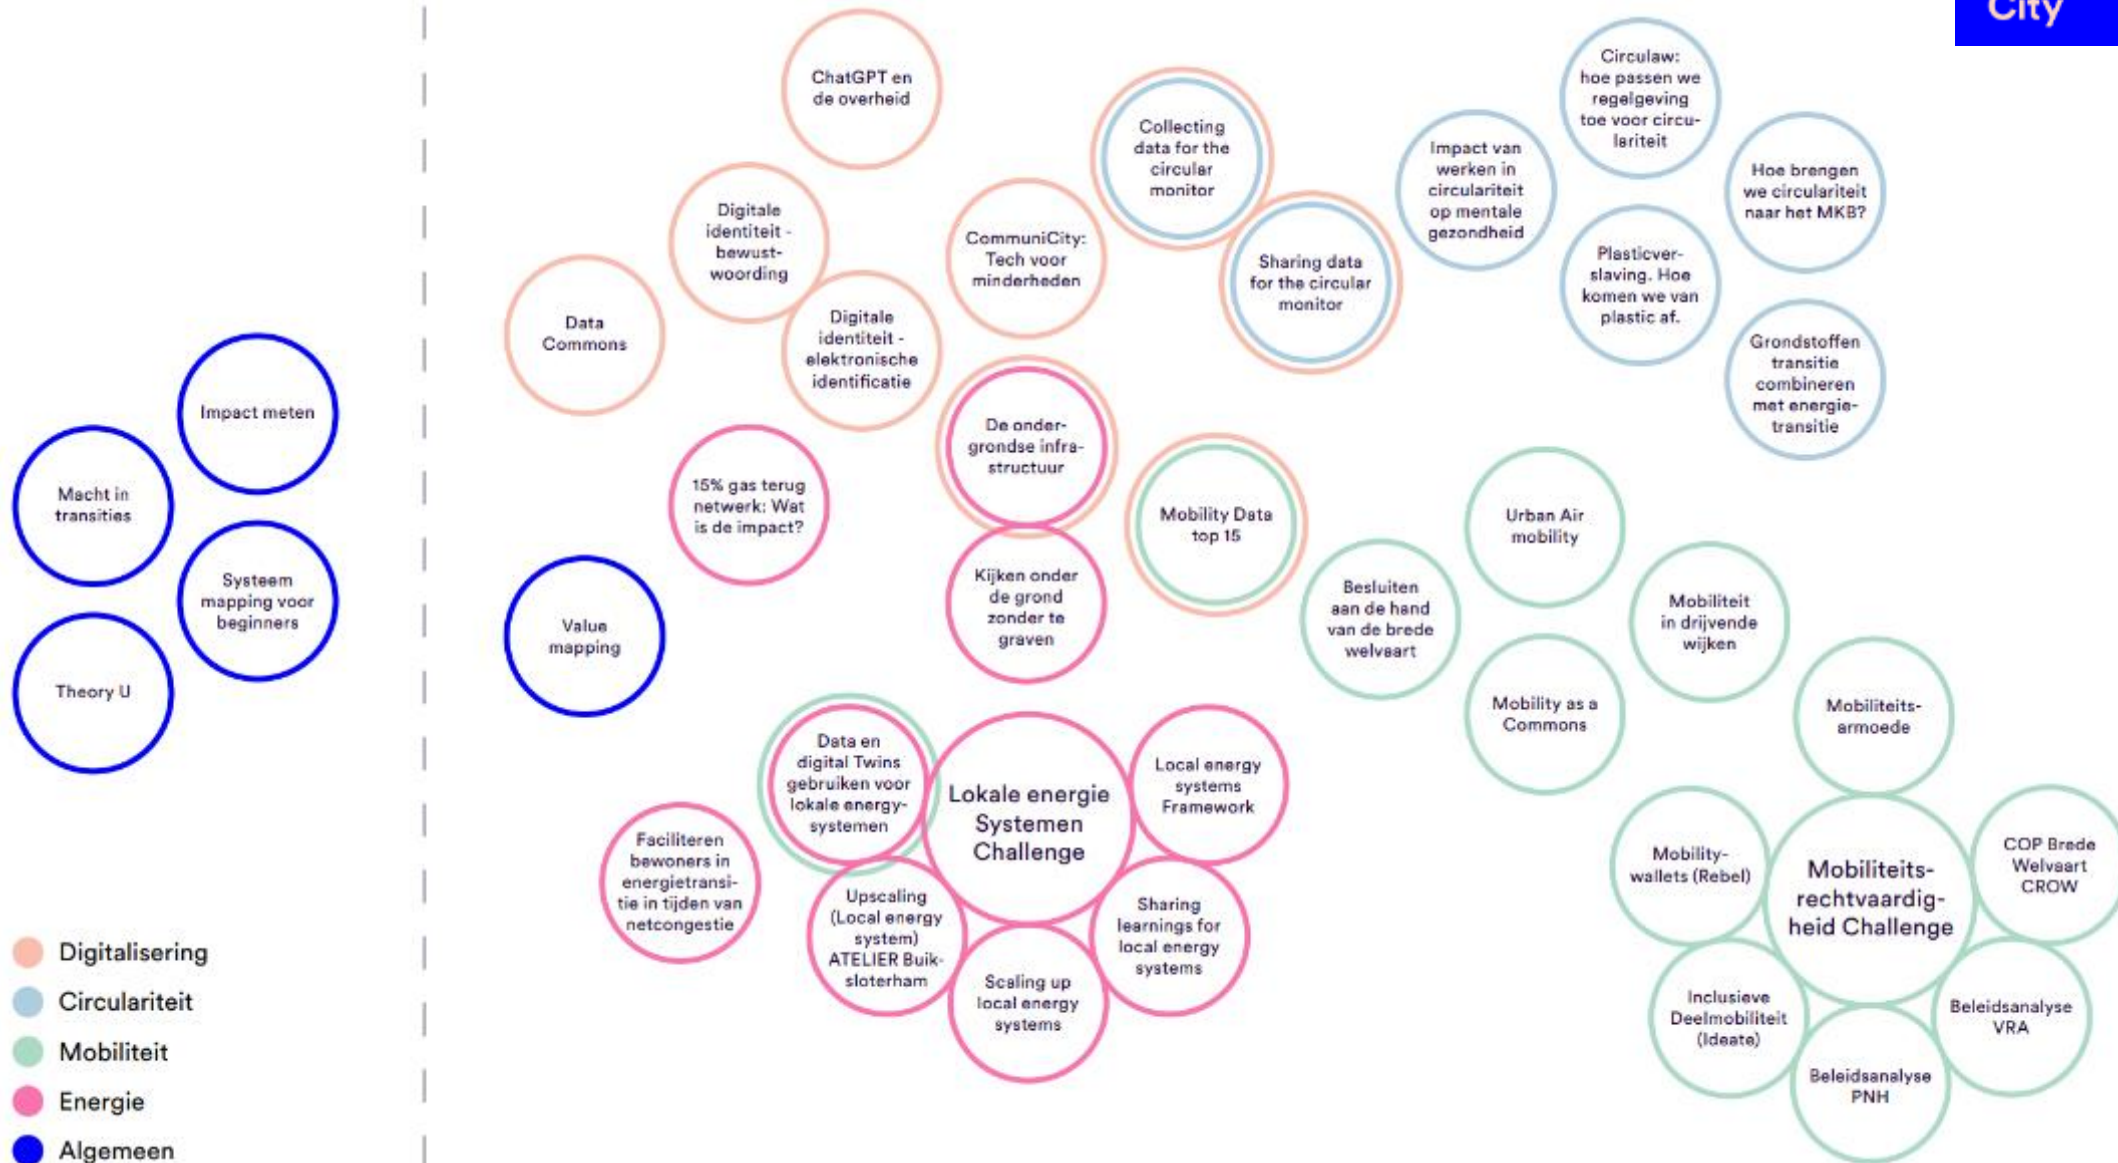 City
ChatGPT en
de overheid
Collecting
data for the
circular
monitor
Circulaw:
hoe passen we
regelgeving
toe voor circu-
lariteit
Impact van
werken in
circulariteit
op mentale
gezondheid
Hoe brengen
we circulariteit
naar het MKB?
Digitale
identiteit -
bewust-
woording
CommuniCity:
Tech voor
minderheden
Sharing data
for the circular
monitor
Plasticver-
slaving. Hoe
komen we van
plastic af.
Data
Commons
Digitale
identiteit -
elektronische
identificatie
Grondstoffen
transitie
combineren
met energie-
transitie
Impact meten
De onder-
grondse infra-
structuur
Macht in
transities
15% gas terug
netwerk: Wat
is de impact?
Mobility Data
top 15
Urban Air
mobility
Systeem
mapping voor
beginners
Kijken onder
de grond
zonder te
graven
Besluiten
aan de hand
van de brede
welvaart
Mobiliteit
in drijvende
wijken
Value
mapping
Theory U
Mobility as a
Commons
Mobiliteits-
armoede
Data en
digital Twins
gebruiken voor
lokale energy-
systemen
Lokale energie
Systemen
Challenge
Local energy
systems
Framework
Faciliteren
bewoners in
energietransi-
tie in tijden van
netcongestie
Mobility-
wallets (Rebel)
Mobiliteits-
rechtvaardig-
heid Challenge
COP Brede
Welvaart
CROW
Upscaling
(Local energy
system)
ATELIER Buik-
sloterham
Sharing
learnings for
local energy
systems
Scaling up
local energy
systems
Inclusieve
Deelmobiliteit
(Ideate)
Beleidsanalyse
VRA
Beleidsanalyse
PNH
Digitalisering
Circulariteit
Mobiliteit
Energie
Algemeen